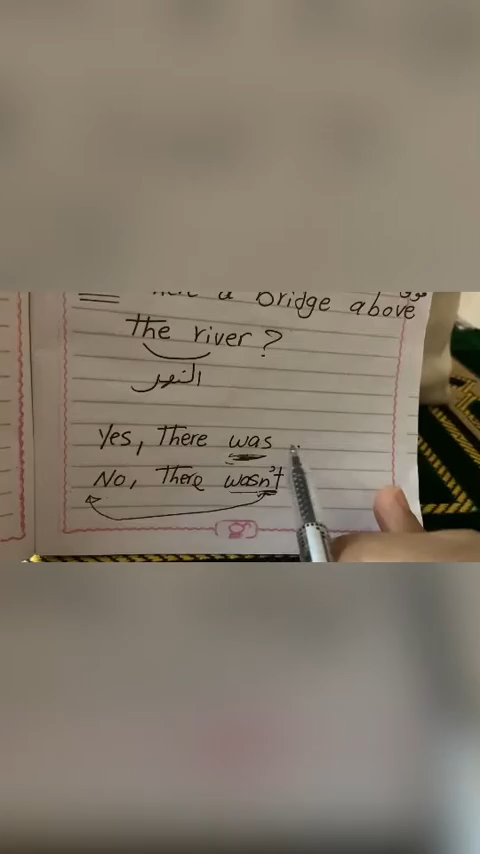 a bridge above
the river?
النهر
Yes, There was .
No, There wasn't